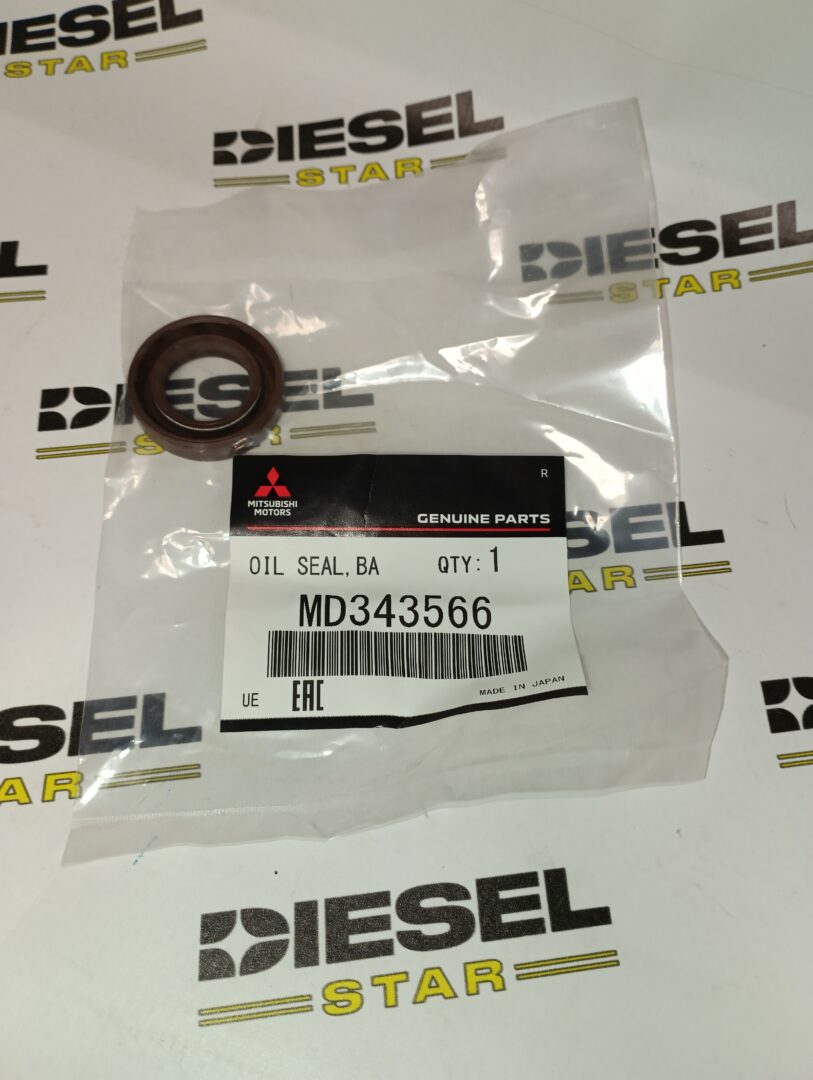 DIESEL
STAR
DIESEL
STAR
DIESEL
STAR
DIESEL
STAR
MITSUBISHI
MOTORS
R
GENUINE PARTS
OIL SEAL,BA QTY:1
MD343566
UE EAC MADE IN JAPAN
DIESEL
STAR